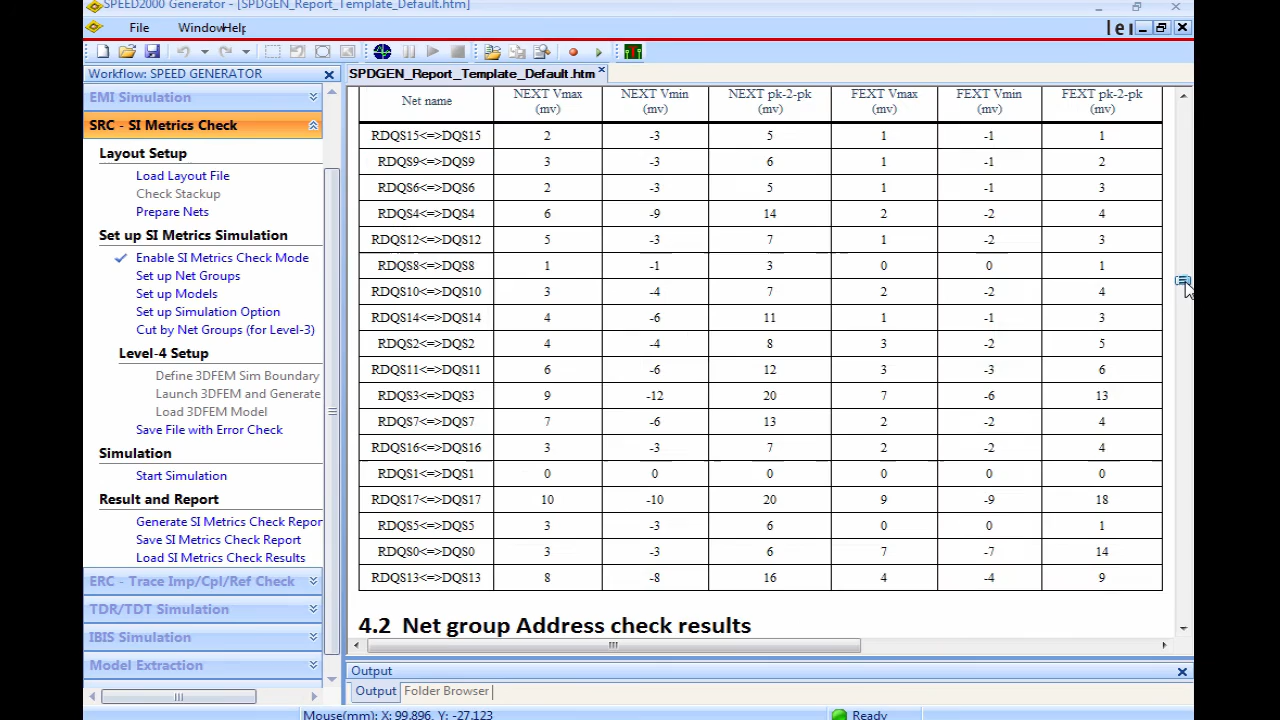 SPEED2000 Generator - [SPDGEN_Report_Template_Default.htm]
File Window Help
Workflow: SPEED GENERATOR
EMI Simulation
SRC - SI Metrics Check
Layout Setup
Load Layout File
Check Stackup
Prepare Nets
Set up SI Metrics Simulation
Enable SI Metrics Check Mode
Set up Net Groups
Set up Models
Set up Simulation Option
Cut by Net Groups (for Level-3)
Level-4 Setup
Define 3DFEM Sim Boundary
Launch 3DFEM and Generate
Load 3DFEM Model
Save File with Error Check
Simulation
Start Simulation
Result and Report
Generate SI Metrics Check Repor
Save SI Metrics Check Report
Load SI Metrics Check Results
ERC - Trace Imp/Cpl/Ref Check
TDR/TDT Simulation
IBIS Simulation
Model Extraction
SPDGEN_Report_Template_Default.htm
Net name NEXT Vmax (mv) NEXT Vmin (mv) NEXT pk-2-pk (mv) FEXT Vmax (mv) FEXT Vmin (mv) FEXT pk-2-pk (mv)
RDQS15<=>DQS15 2 -3 5 1 -1 1
RDQS9<=>DQS9 3 -3 6 1 -1 2
RDQS6<=>DQS6 2 -3 5 1 -1 3
RDQS4<=>DQS4 6 -9 14 2 -2 4
RDQS12<=>DQS12 5 -3 7 1 -2 3
RDQS8<=>DQS8 1 -1 3 0 0 1
RDQS10<=>DQS10 3 -4 7 2 -2 4
RDQS14<=>DQS14 4 -6 11 1 -1 3
RDQS2<=>DQS2 4 -4 8 3 -2 5
RDQS11<=>DQS11 6 -6 12 3 -3 6
RDQS3<=>DQS3 9 -12 20 7 -6 13
RDQS7<=>DQS7 7 -6 13 2 -2 4
RDQS16<=>DQS16 3 -3 7 2 -2 4
RDQS1<=>DQS1 0 0 0 0 0 0
RDQS17<=>DQS17 10 -10 20 9 -9 18
RDQS5<=>DQS5 3 -3 6 0 0 1
RDQS0<=>DQS0 3 -3 6 7 -7 14
RDQS13<=>DQS13 8 -8 16 4 -4 9
4.2 Net group Address check results
Output
Output Folder Browser
Mouse(mm): X: 99.896, Y: -27.123 Ready